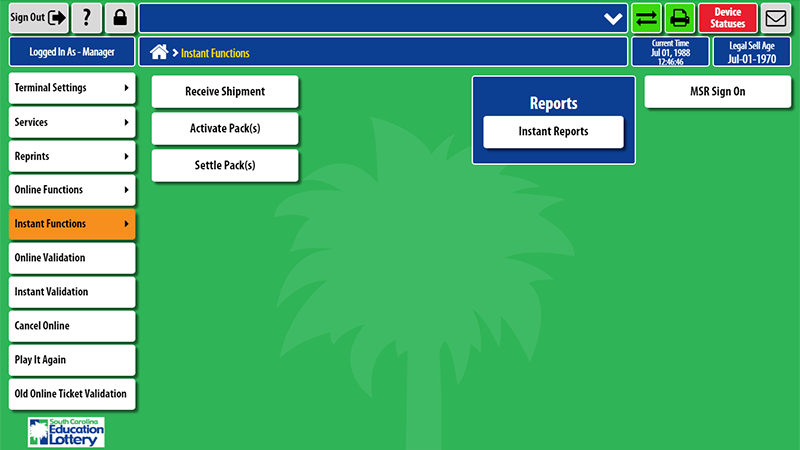 Sign Out
?
Device
Statuses
Logged In As - Manager
> Instant Functions
Current Time
Jul 01, 1988
12:46:46
Legal Sell Age
Jul-01-1970
Terminal Settings
Services
Reprints
Online Functions
Instant Functions
Online Validation
Instant Validation
Cancel Online
Play It Again
Old Online Ticket Validation
Receive Shipment
Activate Pack(s)
Settle Pack(s)
Reports
Instant Reports
MSR Sign On
South Carolina
Education
Lottery